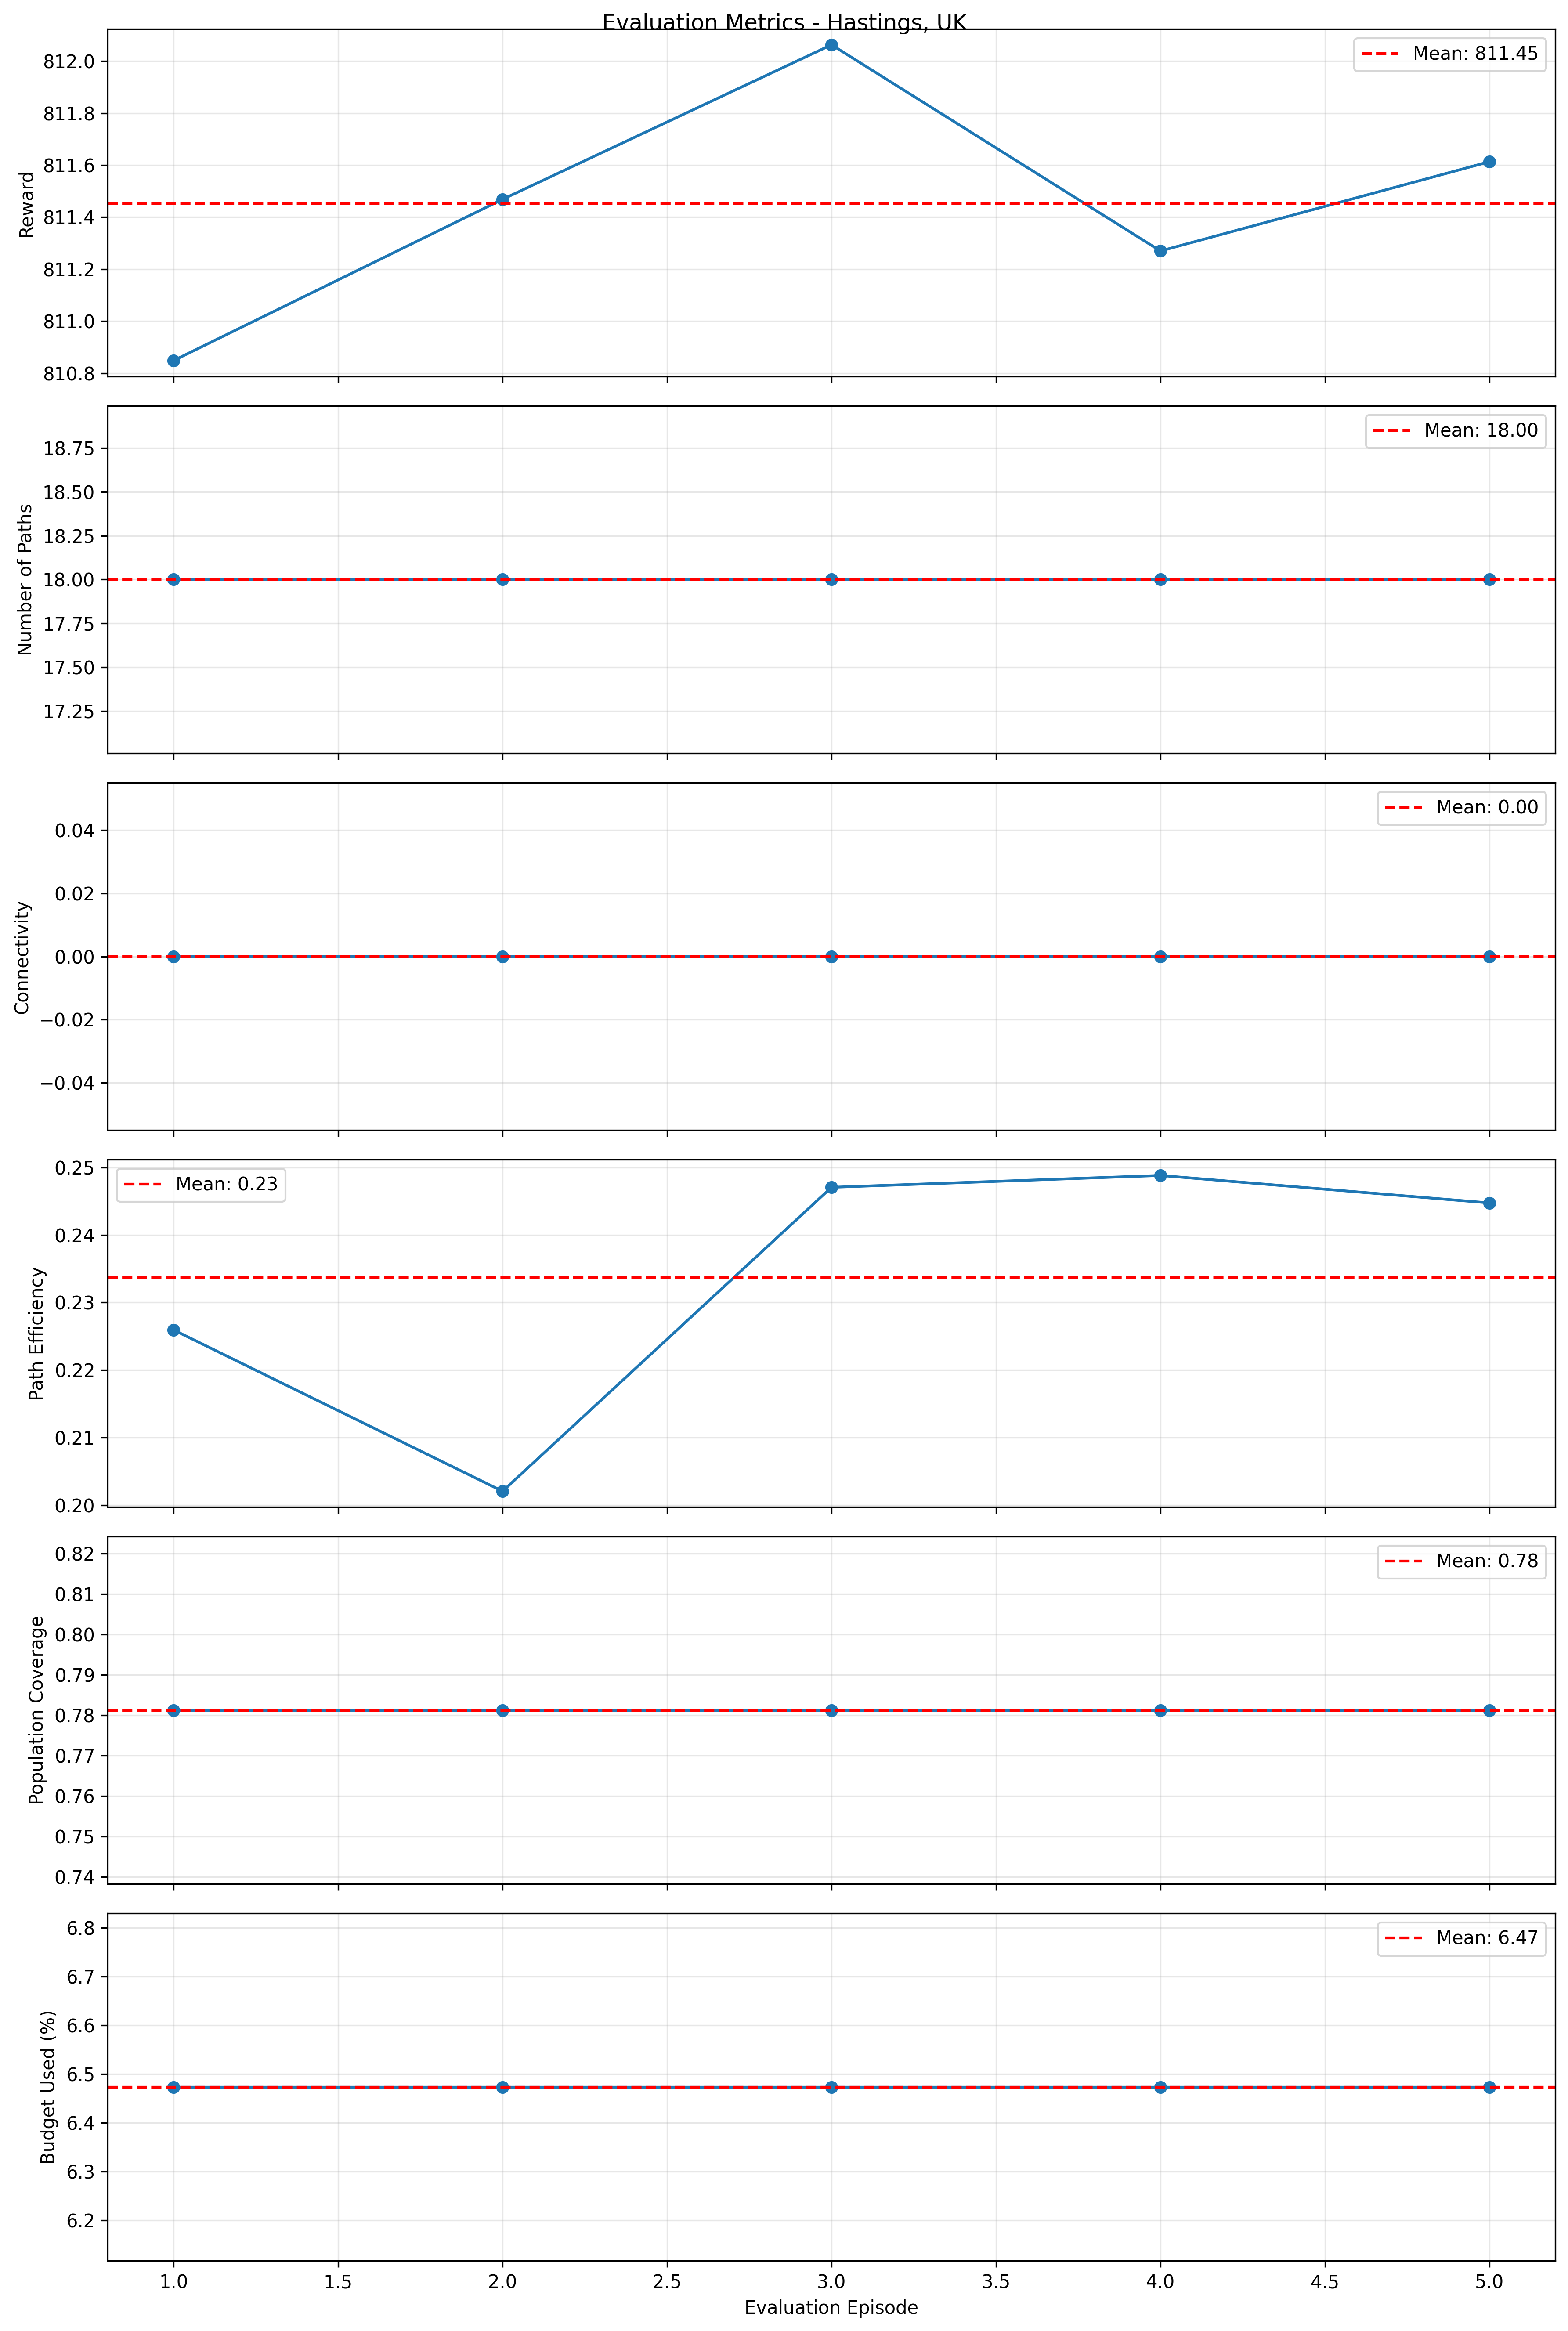 Evaluation Metrics - Hastings, UK
Mean: 811.45
812.0
811.8
811.6
811.4
811.2
811.0
810.8
Reward
Mean: 18.00
18.75
18.50
18.25
18.00
17.75
17.50
17.25
Number of Paths
Mean: 0.00
0.04
0.02
0.00
−0.02
−0.04
Connectivity
Mean: 0.23
0.25
0.24
0.23
0.22
0.21
0.20
Path Efficiency
Mean: 0.78
0.82
0.81
0.80
0.79
0.78
0.77
0.76
0.75
0.74
Population Coverage
Mean: 6.47
6.8
6.7
6.6
6.5
6.4
6.3
6.2
Budget Used (%)
1.0 1.5 2.0 2.5 3.0 3.5 4.0 4.5 5.0
Evaluation Episode